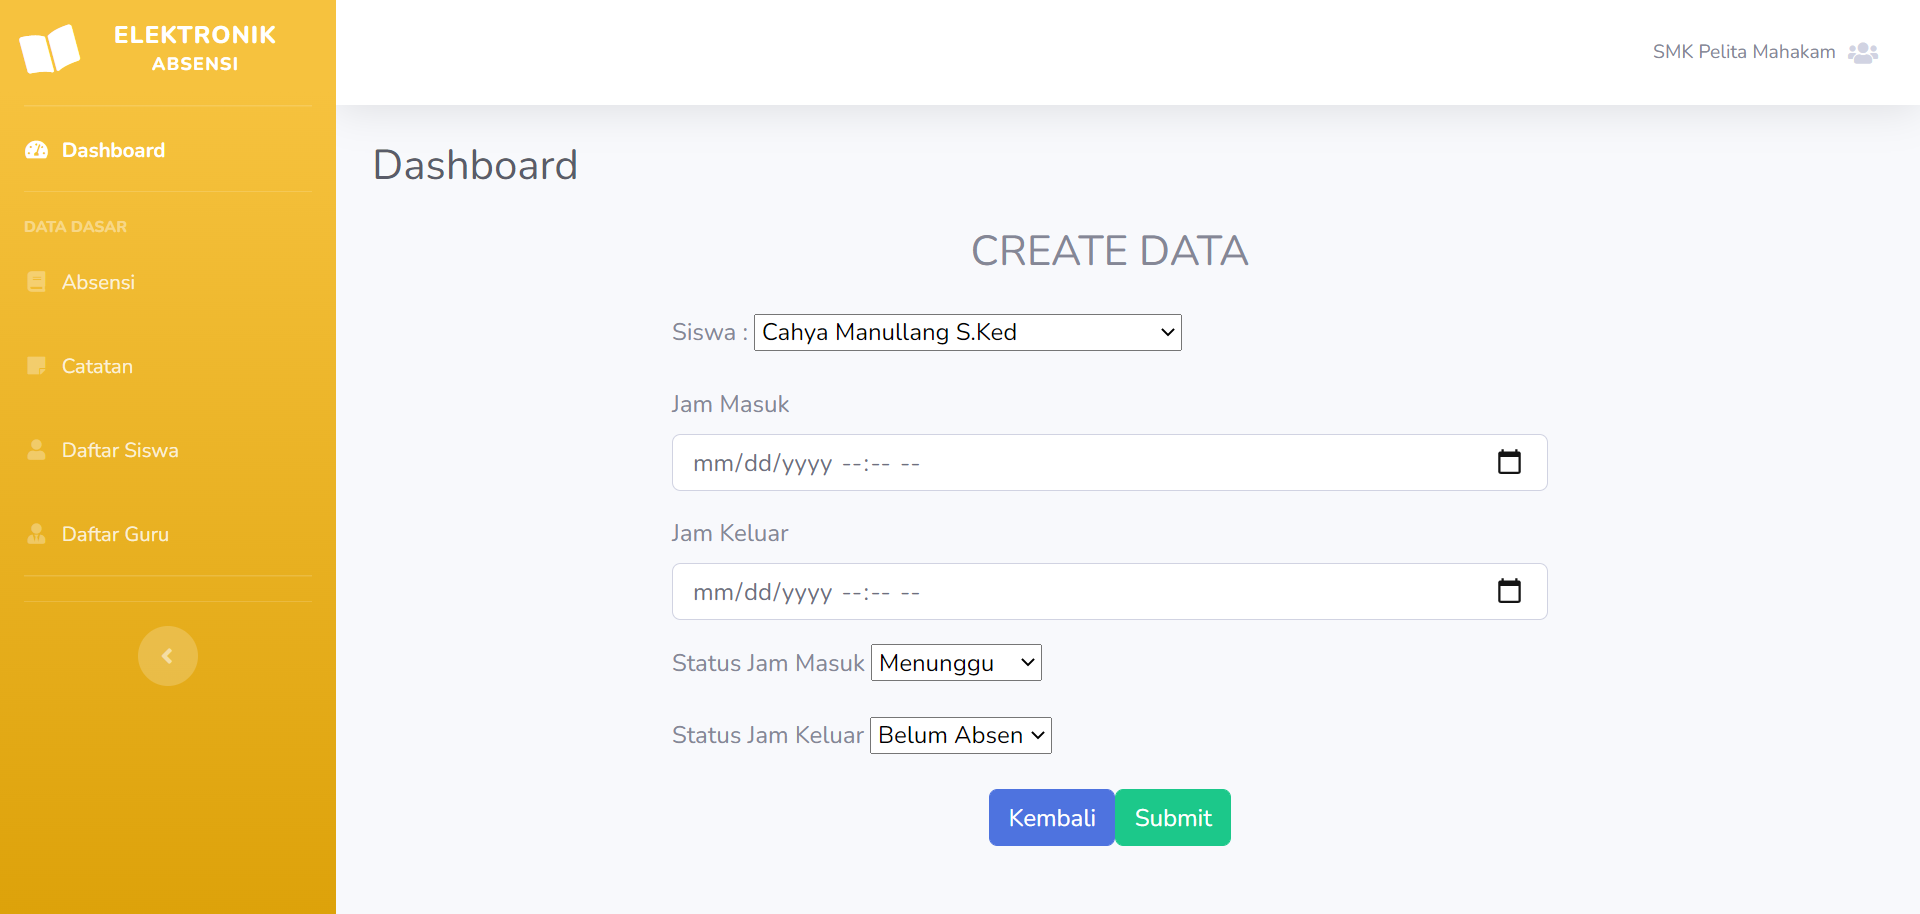 ELEKTRONIK
ABSENSI
SMK Pelita Mahakam
Dashboard
DATA DASAR
Absensi
Catatan
Daftar Siswa
Daftar Guru
Dashboard
CREATE DATA
Siswa : Cahya Manullang S.Ked
Jam Masuk
mm/dd/yyyy --:-- --
Jam Keluar
mm/dd/yyyy --:-- --
Status Jam Masuk Menunggu
Status Jam Keluar Belum Absen
Kembali Submit